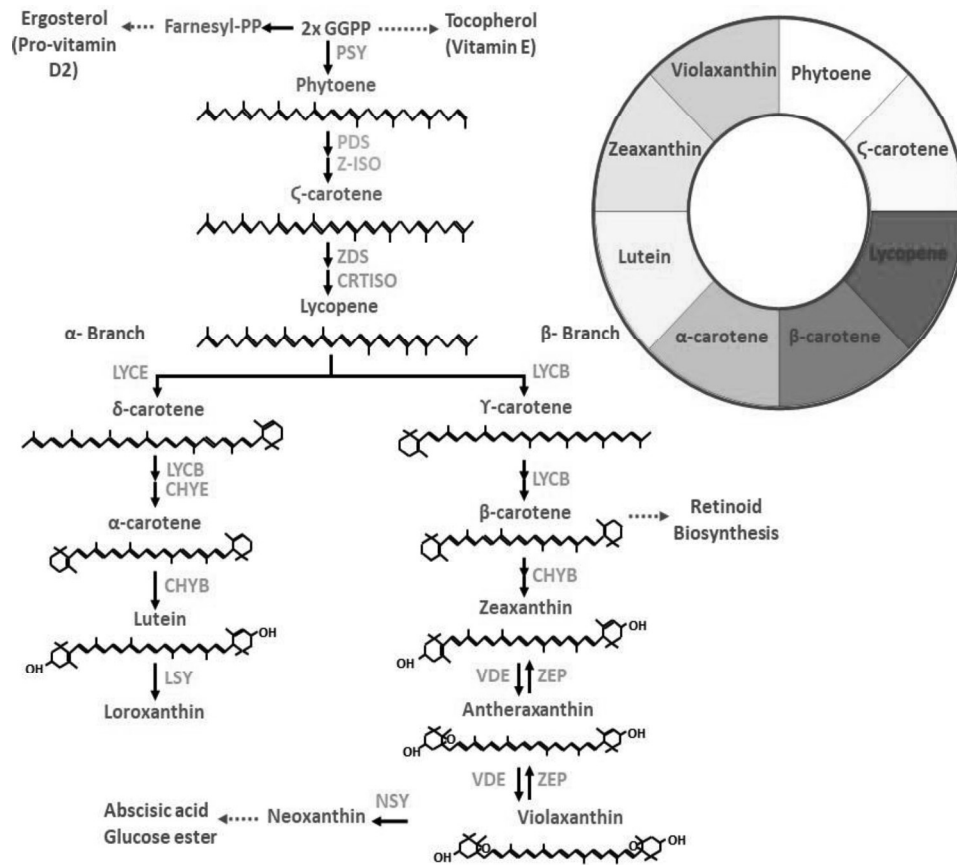 Ergosterol
(Pro-vitamin
D2)
Farnesyl-PP
2x GGPP
Tocopherol
(Vitamin E)
PSY
Phytoene
PDS
Z-ISO
ς-carotene
ZDS
CRTISO
Lycopene
α- Branch
β- Branch
LYCE
LYCB
δ-carotene
ϒ-carotene
LYCB
CHYE
LYCB
α-carotene
β-carotene
Retinoid
Biosynthesis
CHYB
CHYB
Lutein
Zeaxanthin
OH
OH
OH
OH
LSY
VDE
ZEP
Loroxanthin
Antheraxanthin
OH
O
OH
VDE
ZEP
Abscisic acid
Glucose ester
Neoxanthin
NSY
Violaxanthin
OH
O
O
OH
Violaxanthin
Phytoene
Zeaxanthin
ς-carotene
Lutein
Lycopene
α-carotene
β-carotene